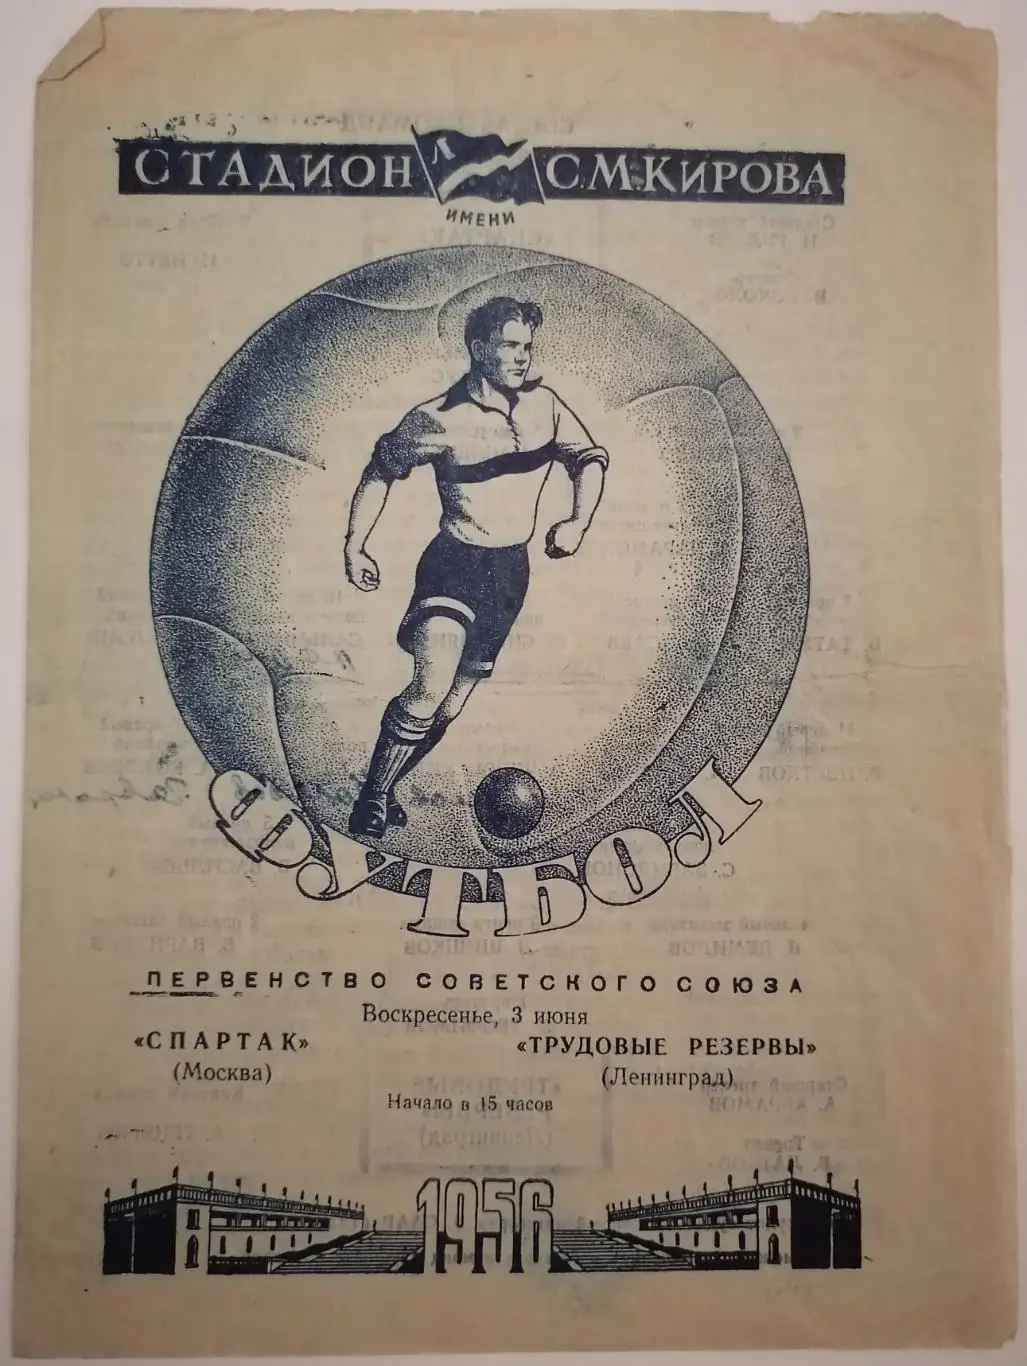 СТАДИОН Л С.М.КИРОВА
ИМЕНИ
ФУТБОЛ
ПЕРВЕНСТВО СОВЕТСКОГО СОЮЗА
Воскресенье, 3 июня
«СПАРТАК» «ТРУДОВЫЕ РЕЗЕРВЫ»
(Москва) (Ленинград)
Начало в 15 часов
1956